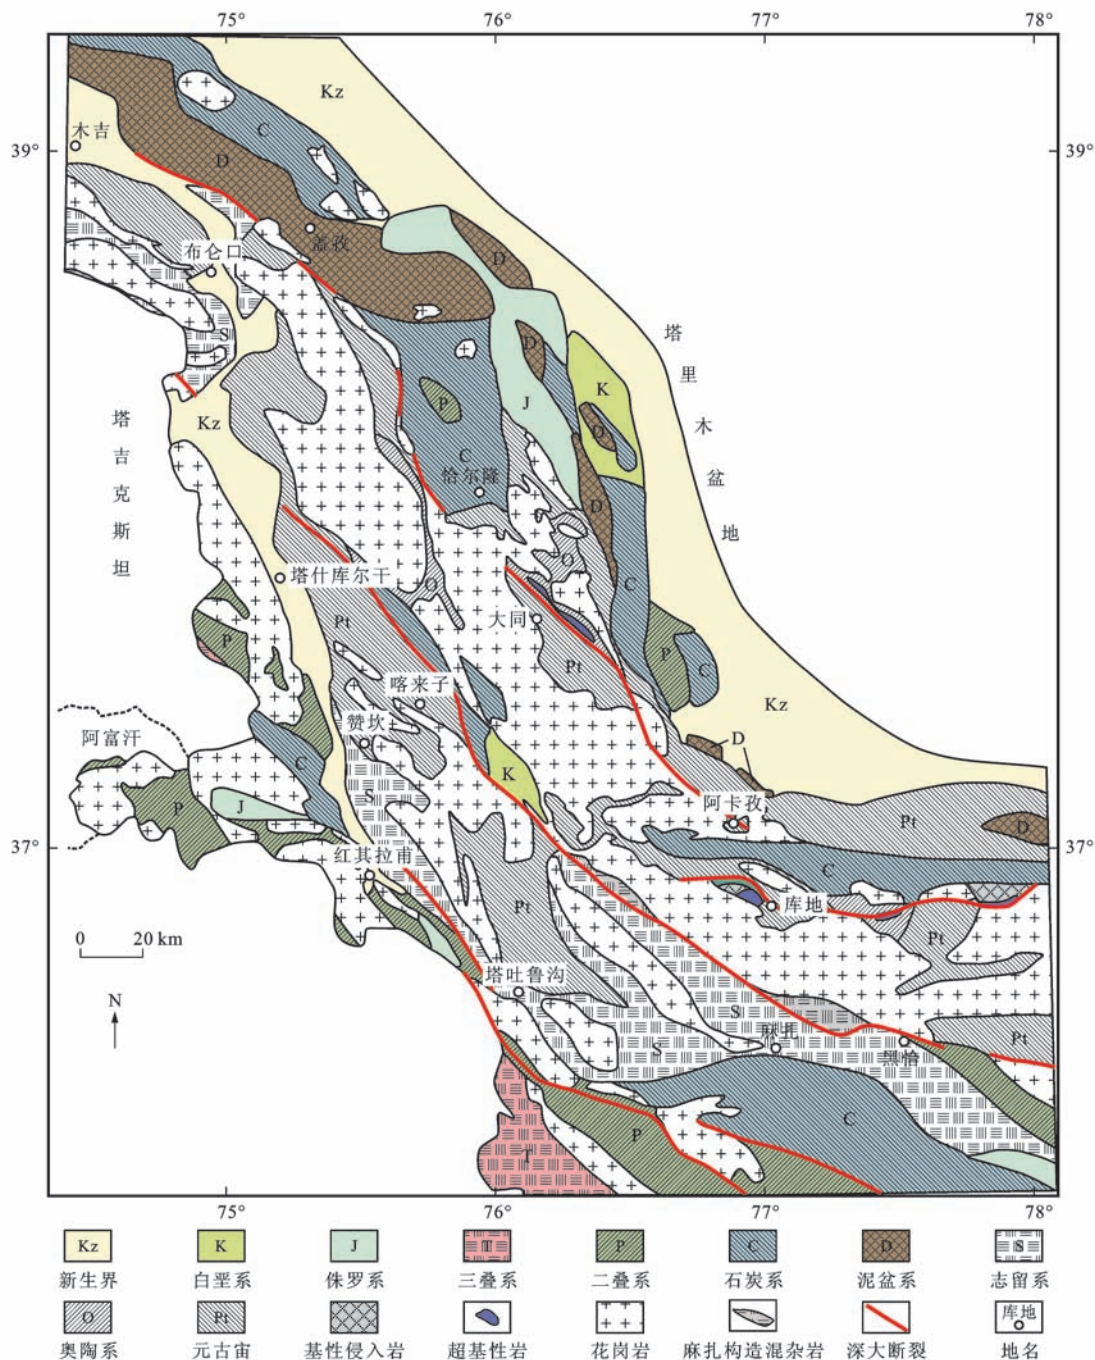 75° 76° 77° 78°
39° 39°
Kz
木吉
C
D
盖孜
布仑口
D
塔里木盆地
D
S
K
P
J
D
Kz
塔吉克斯坦
C
恰尔隆
D
O
塔什库尔干
O
C
大同
Pt
P
Pt
P
C
喀来子
Kz
阿富汗
赞坎
D
C
K
S
阿卡孜
J
Pt
D
P
37° 37°
红其拉甫
C
库地
Pt
0 20 km
Pt
塔吐鲁沟
N
S
麻扎
S
黑恰
Pt
C
P
T
75° 76° 77° 78°
Kz K J T P C D S
新生界 白垩系 侏罗系 三叠系 二叠系 石炭系 泥盆系 志留系
O Pt 库地
奥陶系 元古宙 基性侵入岩 超基性岩 花岗岩 麻扎构造混杂岩 深大断裂 地名